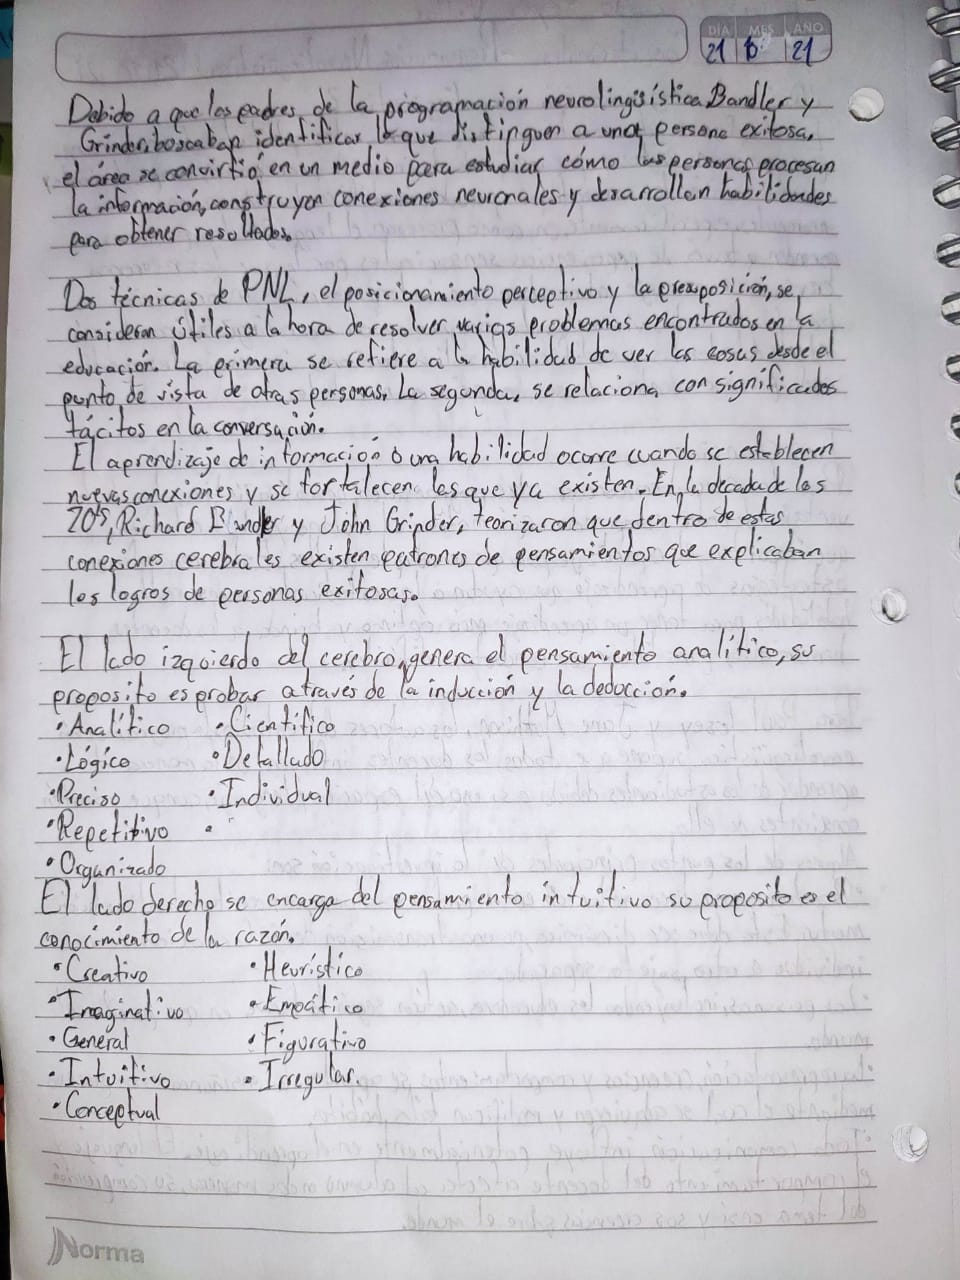 DÍA MES AÑO
21 21
Debido a que los padres de la programación neurolingisística Bandler y
Grinder, boscaban identificar lo que distinguen a una persona exitosa,
el área se convirtió en un medio para estudiar cómo las personas procesan
la información, construyen conexiones neuronales y desarrollan habilidades
para obtener resoltados.
Dos técnicas de PNL, el posicionamiento perceptivo y la presuposición, se
consideran útiles a la hora de resolver varios problemas encontrados en la
educación. La primera se refiere a la habilidad de ver las cosas desde el
punto de vista de otras personas, La segunda, se relaciona con significados
tácitos en la conversación.
El aprendizaje de información o una habilidad ocurre cuando se establecen
nuevas conexiones y se fortalecen las que ya existen. En la decada de los
70s, Richard Bander y John Grinder, teorizaron que dentro de estas
conexiones cerebrales existen patrones de pensamientos que explicaban
los logros de personas exitosas.
El lado izquierdo del cerebro, genera el pensamiento analítico, su
proposito es probar a través de la inducción y la deducción.
• Analítico • Científico
• Lógico • Detallado
• Preciso • Individual
• Repetitivo •
• Organizado
El lado derecho se encarga del pensamiento intuitivo su proposito es el
conocimiento de la razón.
• Creativo • Heurístico
• Imaginativo • Empático
• General • Figurativo
• Intuitivo • Irregular.
• Conceptual
Norma